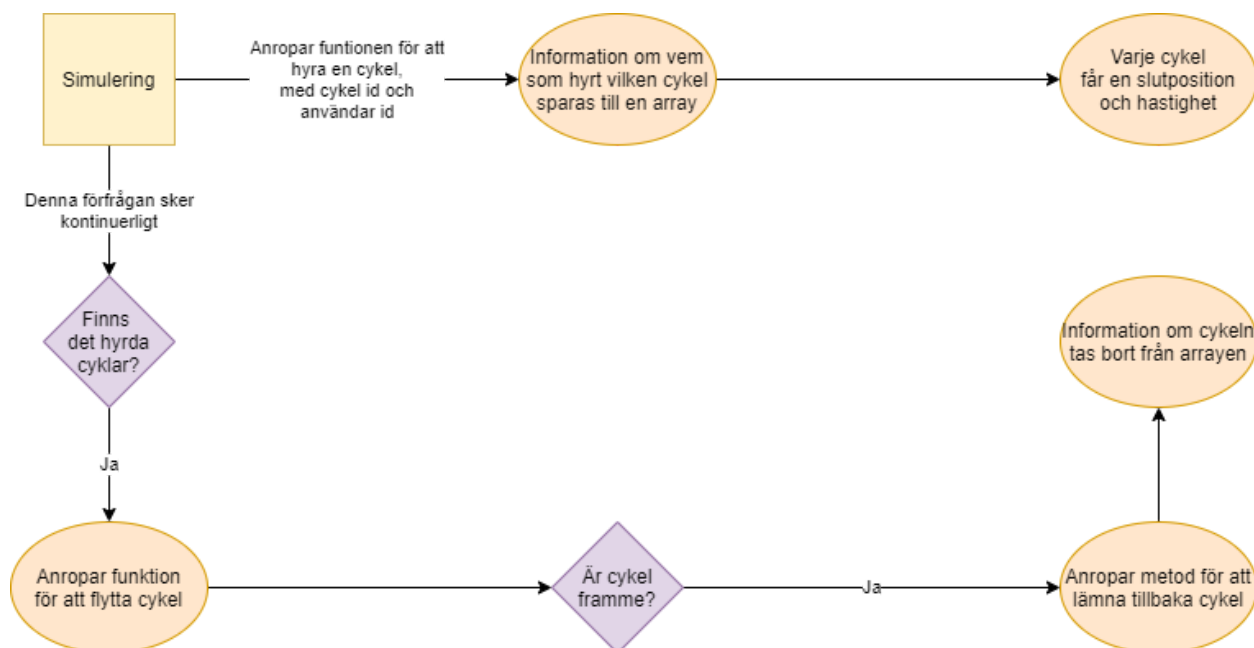 Simulering
Anropar funtionen för att
hyra en cykel,
med cykel id och
användar id
Information om vem
som hyrt vilken cykel
sparas till en array
Varje cykel
får en slutposition
och hastighet
Denna förfrågan sker
kontinuerligt
Finns
det hyrda
cyklar?
Information om cykeln
tas bort från arrayen
Ja
Anropar funktion
för att flytta cykel
Är cykel
framme?
Ja
Anropar metod för att
lämna tillbaka cykel